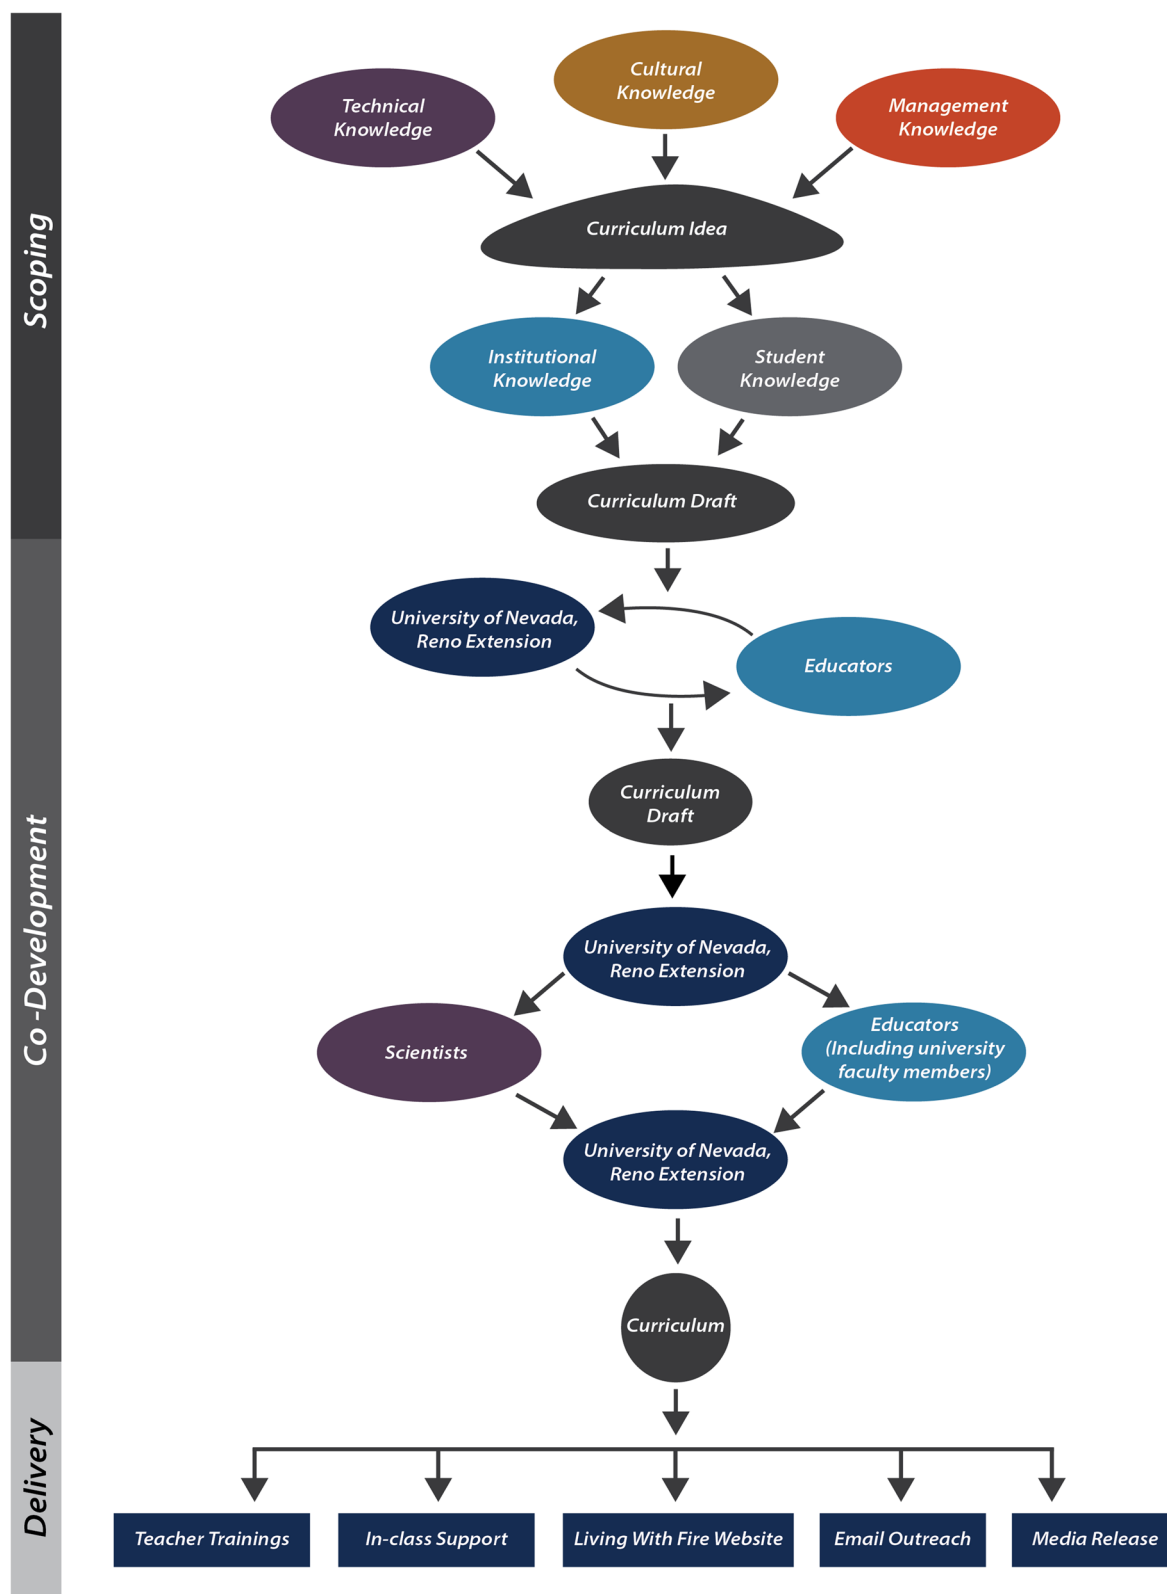 Scoping
Cultural
Knowledge
Technical
Knowledge
Management
Knowledge
Curriculum Idea
Institutional
Knowledge
Student
Knowledge
Curriculum Draft
Co -Development
University of Nevada,
Reno Extension
Educators
Curriculum
Draft
University of Nevada,
Reno Extension
Scientists
Educators
(Including university
faculty members)
University of Nevada,
Reno Extension
Curriculum
Delivery
Teacher Trainings
In-class Support
Living With Fire Website
Email Outreach
Media Release